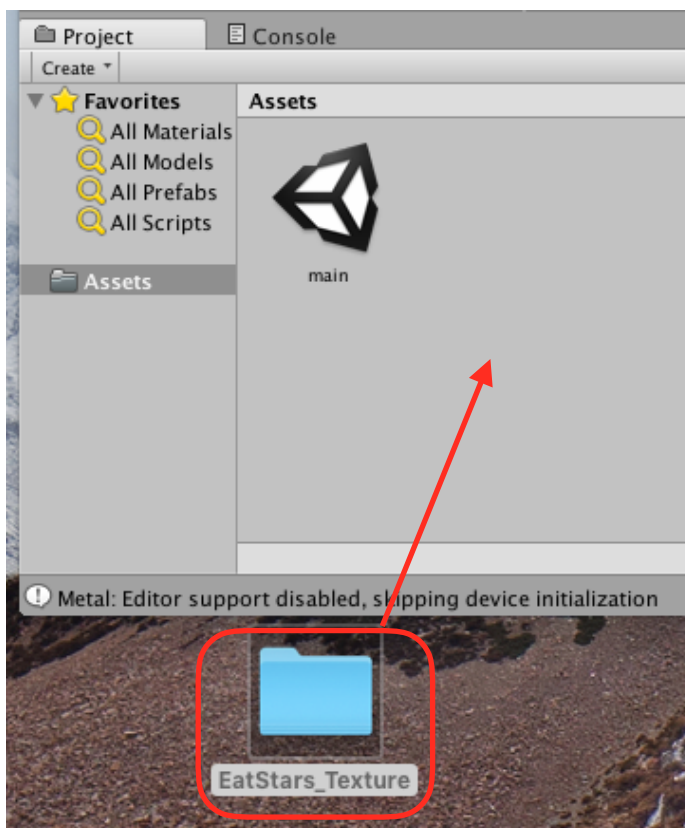 Project
Console
Create
Favorites
All Materials
All Models
All Prefabs
All Scripts
Assets
Assets
main
Metal: Editor support disabled, skipping device initialization
EatStars_Texture